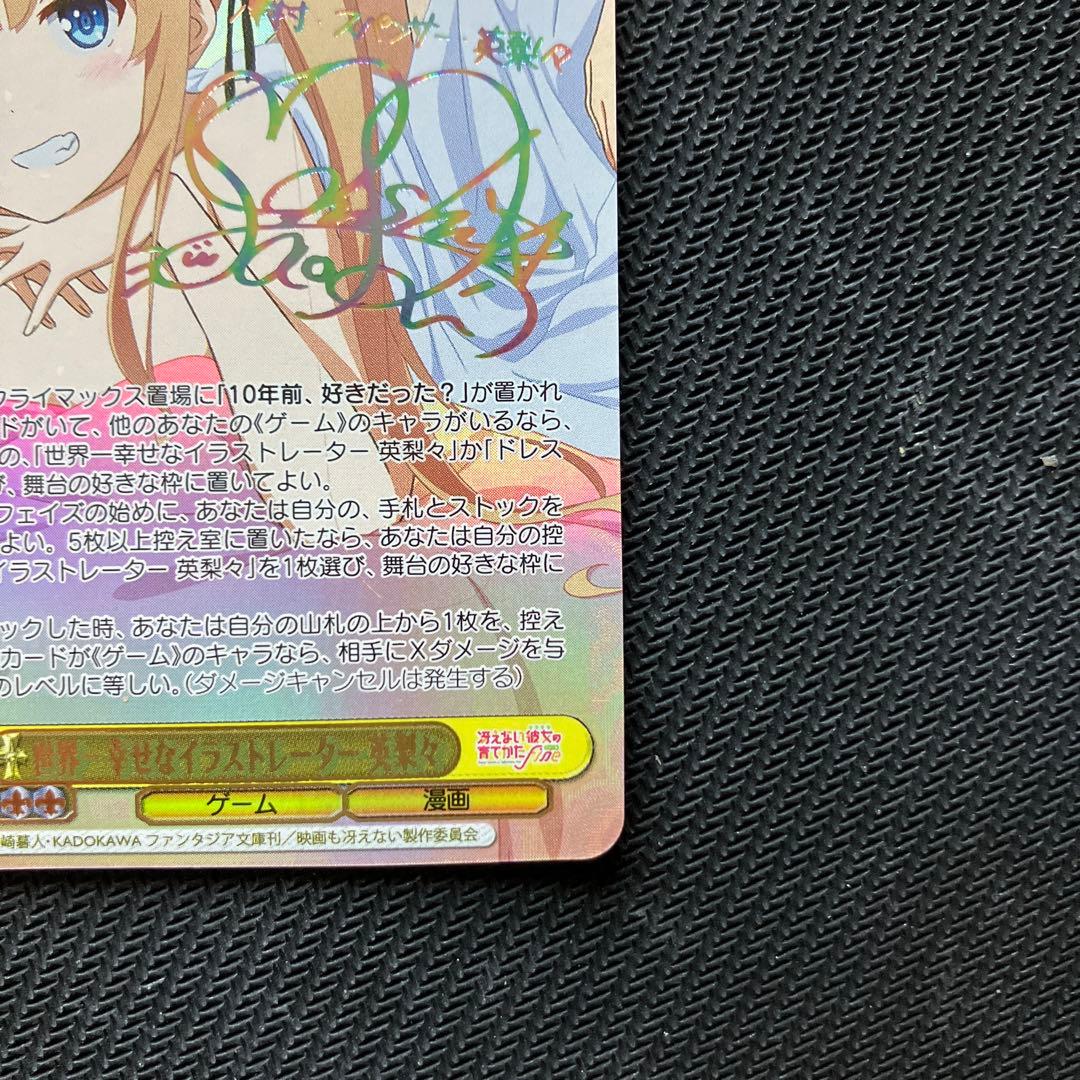 村 スペンサー 英梨々
クライマックス置場に「10年前、好きだった？」が置かれ
ドがいて、他のあなたの《ゲーム》のキャラがいるなら、
の、「世界一幸せなイラストレーター 英梨々」か「ドレス
び、舞台の好きな枠に置いてよい。
フェイズの始めに、あなたは自分の、手札とストックを
よい。5枚以上控え室に置いたなら、あなたは自分の控
イラストレーター 英梨々」を1枚選び、舞台の好きな枠に
ックした時、あなたは自分の山札の上から1枚を、控え
カードが《ゲーム》のキャラなら、相手にXダメージを与
のレベルに等しい。（ダメージキャンセルは発生する）
世界一幸せなイラストレーター 英梨々
冴えない彼女の
育てかた fine
ゲーム 漫画
崎暮人・KADOKAWA ファンタジア文庫刊／映画も冴えない製作委員会